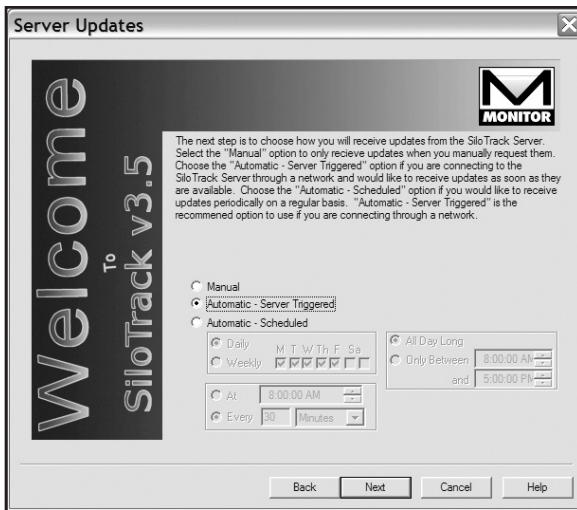 Server Updates
Welcome
To
SiloTrack v3.5
M
MONITOR
The next step is to choose how you will receive updates from the SiloTrack Server.
Select the "Manual" option to only recieve updates when you manually request them.
Choose the "Automatic - Server Triggered" option if you are connecting to the
SiloTrack Server through a network and would like to receive updates as soon as they
are available. Choose the "Automatic - Scheduled" option if you would like to receive
updates periodically on a regular basis. "Automatic - Server Triggered" is the
recommened option to use if you are connecting through a network.
Manual
Automatic - Server Triggered
Automatic - Scheduled
Daily
Weekly
M T W Th F Sa
All Day Long
Only Between 8:00:00 AM
and 5:00:00 PM
At 8:00:00 AM
Every 30 Minutes
Back Next Cancel Help